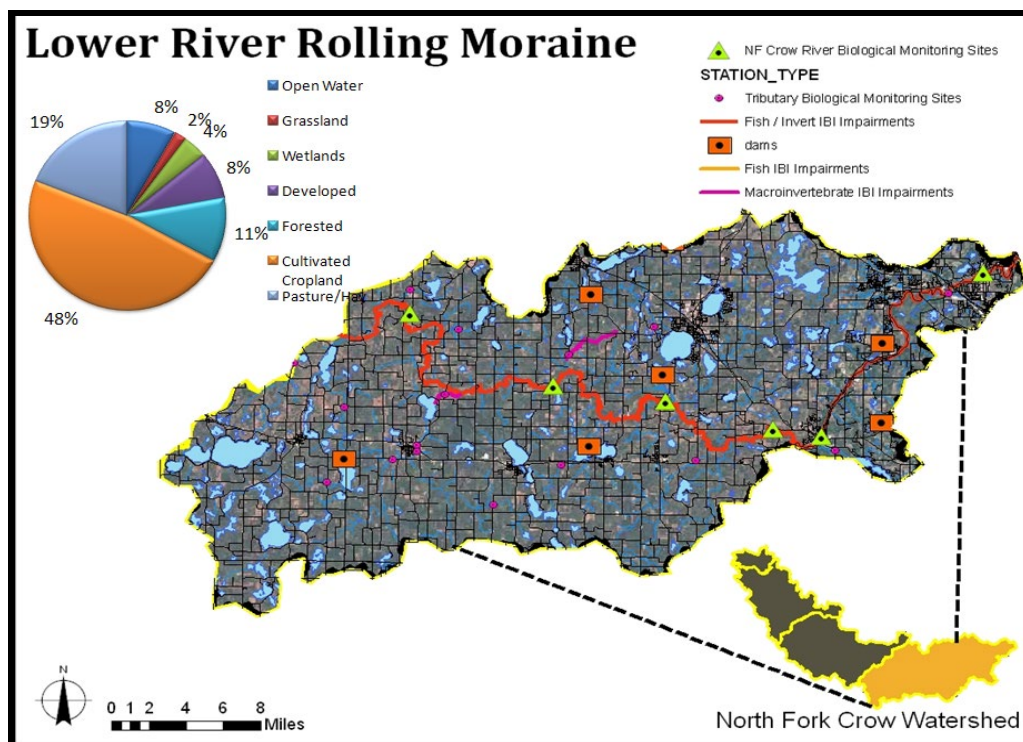 Lower River Rolling Moraine
8%
2%
4%
8%
11%
48%
19%
Open Water
Grassland
Wetlands
Developed
Forested
Cultivated
Cropland
Pasture/Hay
NF Crow River Biological Monitoring Sites
STATION_TYPE
Tributary Biological Monitoring Sites
Fish / Invert IBI Impairments
dams
Fish IBI Impairments
Macroinvertebrate IBI Impairments
N
0 1 2 4 6 8
Miles
North Fork Crow Watershed